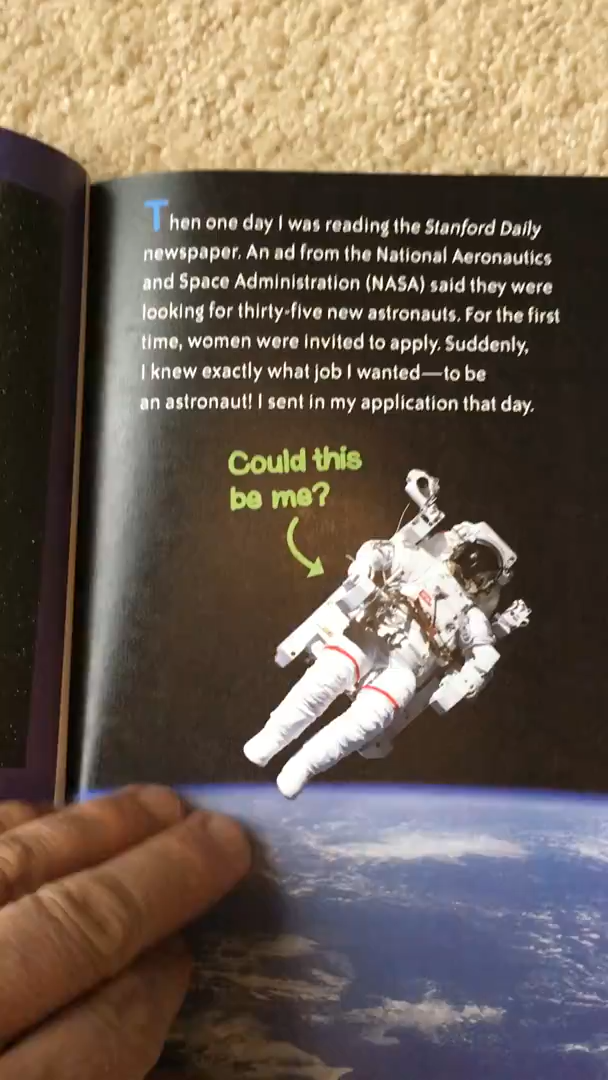 Then one day I was reading the Stanford Daily
newspaper. An ad from the National Aeronautics
and Space Administration (NASA) said they were
looking for thirty-five new astronauts. For the first
time, women were invited to apply. Suddenly,
I knew exactly what job I wanted—to be
an astronaut! I sent in my application that day.
Could this
be me?